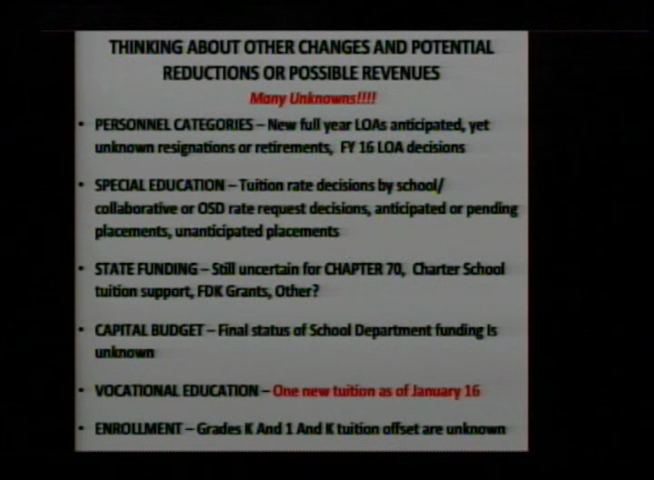 THINKING ABOUT OTHER CHANGES AND POTENTIAL
REDUCTIONS OR POSSIBLE REVENUES
Many Unknowns!!!!
• PERSONNEL CATEGORIES – New full year LOAs anticipated, yet
unknown resignations or retirements, FY 16 LOA decisions
• SPECIAL EDUCATION – Tuition rate decisions by school/
collaborative or OSD rate request decisions, anticipated or pending
placements, unanticipated placements
• STATE FUNDING – Still uncertain for CHAPTER 70, Charter School
tuition support, FDK Grants, Other?
• CAPITAL BUDGET – Final status of School Department funding is
unknown
• VOCATIONAL EDUCATION – One new tuition as of January 16
• ENROLLMENT – Grades K And 1 And K tuition offset are unknown